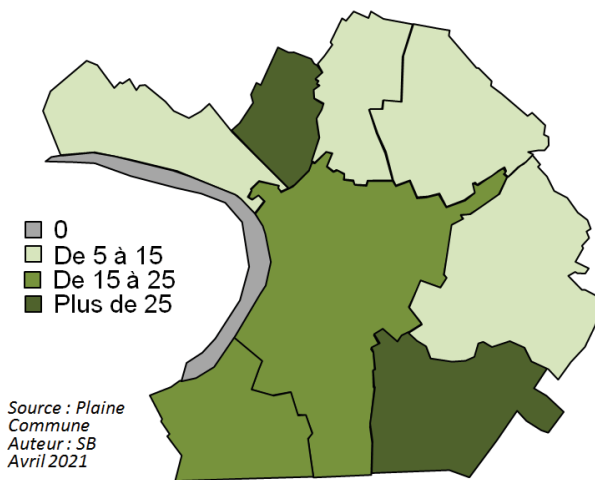 0
De 5 à 15
De 15 à 25
Plus de 25
Source : Plaine
Commune
Auteur : SB
Avril 2021